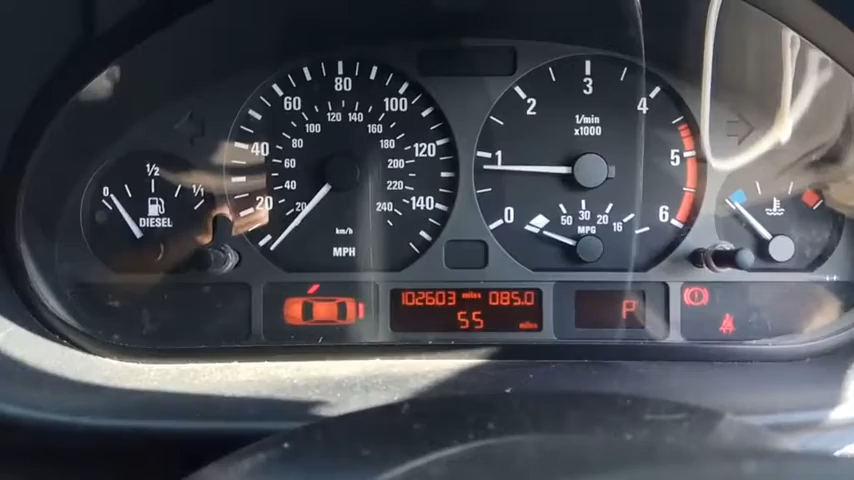 0 1/2 1/1
DIESEL
20 40 60 80 100 120 140
20 40 60 80 100 120 140 160 180 200 220 240
km/h
MPH
0 1 2 3 4 5 6
1/min
x1000
50 30 20 16
MPG
102603 miles 085.0
55 miles
P